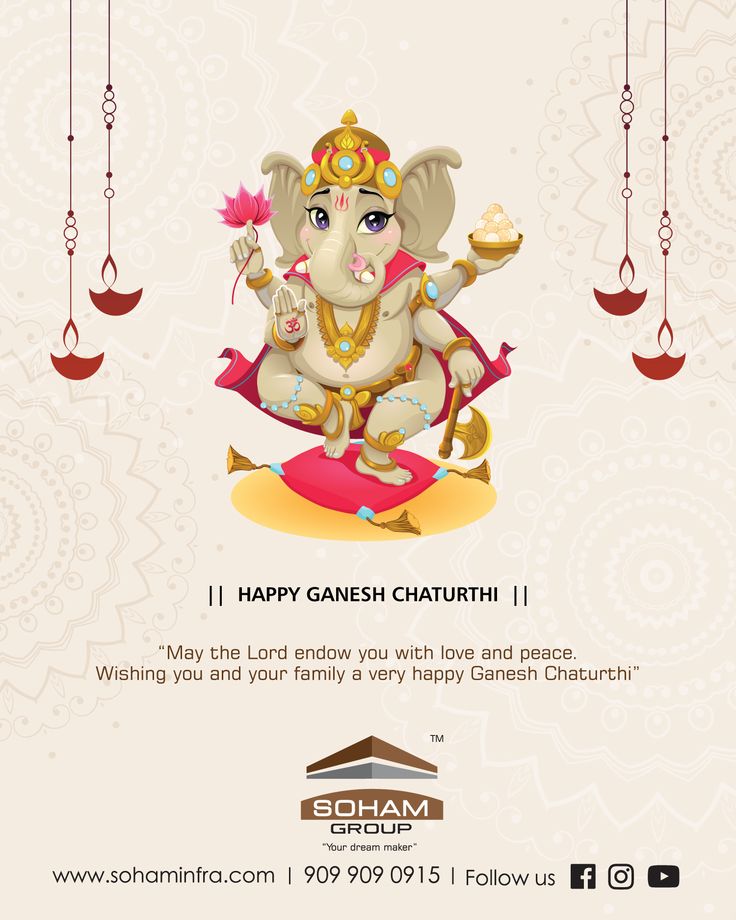 ॐ
|| HAPPY GANESH CHATURTHI ||
“May the Lord endow you with love and peace.
Wishing you and your family a very happy Ganesh Chaturthi”
TM
SOHAM
GROUP
“Your dream maker”
www.sohaminfra.com | 909 909 0915 | Follow us